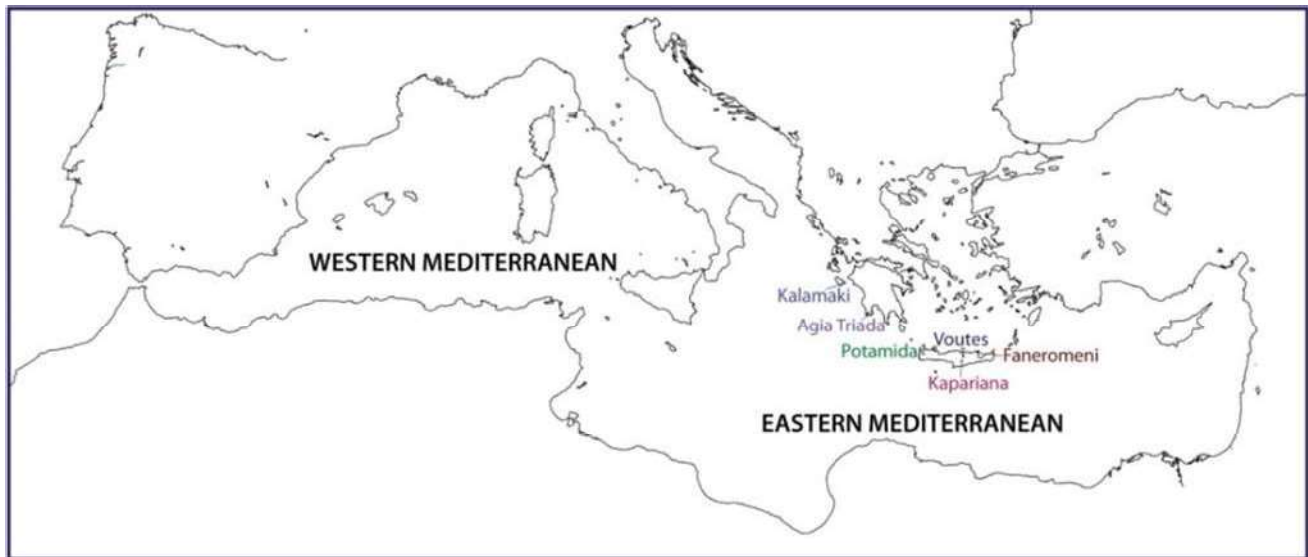 WESTERN MEDITERRANEAN
Kalamaki
Agia Triada
Voutes
Potamida
Faneromeni
Kapariana
EASTERN MEDITERRANEAN